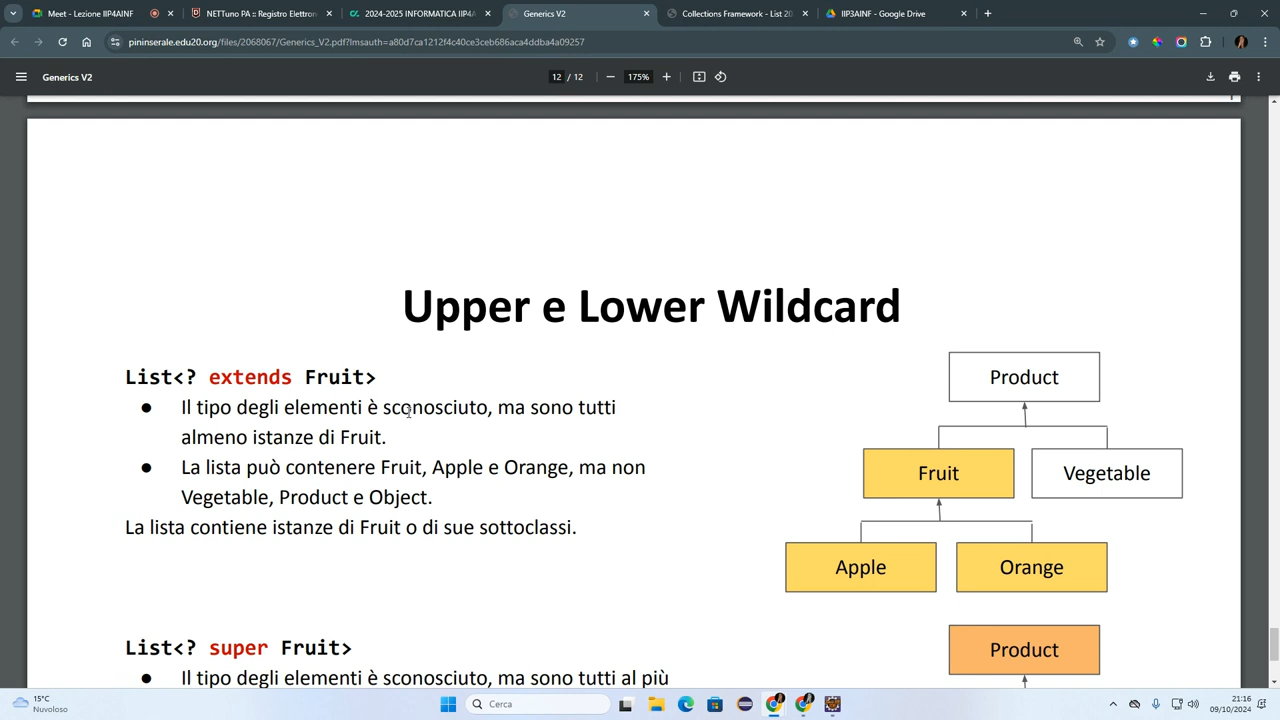 Meet - Lezione IIP4AINF
NETTuno PA :: Registro Elettron
2024-2025 INFORMATICA IIP4A
Generics V2
Collections Framework - List 20
IIP3AINF - Google Drive
pininserale.edu20.org/files/2068067/Generics_V2.pdf?lmsauth=a80d7ca1212f4c40ce3ceb686aca4ddba4a09257
Generics V2
12 / 12
175%
Upper e Lower Wildcard
List<? extends Fruit>
● Il tipo degli elementi è sconosciuto, ma sono tutti
almeno istanze di Fruit.
● La lista può contenere Fruit, Apple e Orange, ma non
Vegetable, Product e Object.
La lista contiene istanze di Fruit o di sue sottoclassi.
Product
Fruit
Vegetable
Apple
Orange
List<? super Fruit>
● Il tipo degli elementi è sconosciuto, ma sono tutti al più
Product
15°C
Nuvoloso
Cerca
21:16
09/10/2024